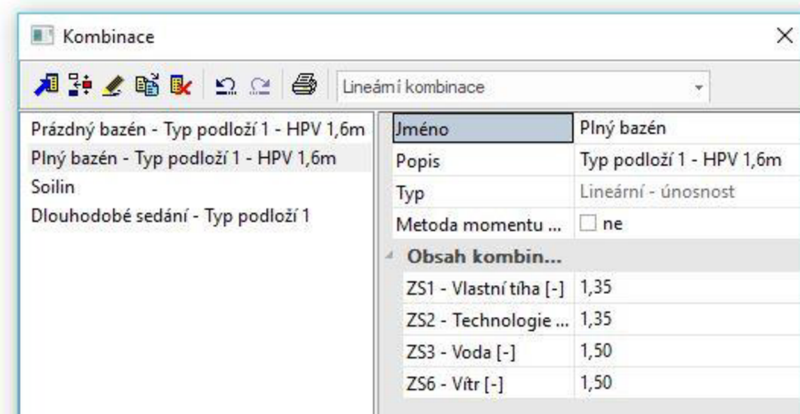 Kombinace
Lineární kombinace
Prázdný bazén - Typ podloží 1 - HPV 1,6m
Plný bazén - Typ podloží 1 - HPV 1,6m
Soilin
Dlouhodobé sedání - Typ podloží 1
Jméno Plný bazén
Popis Typ podloží 1 - HPV 1,6m
Typ Lineární - únosnost
Metoda momentu ... ne
Obsah kombin...
ZS1 - Vlastní tíha [-] 1,35
ZS2 - Technologie ... 1,35
ZS3 - Voda [-] 1,50
ZS6 - Vítr [-] 1,50